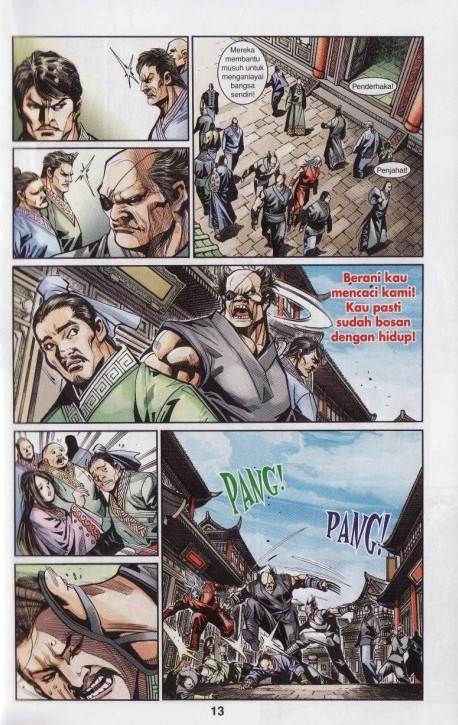 Mereka
membantu
musuh untuk
menganiayai
bangsa
sendiri!
Penderhaka!
Penjahat!
Berani kau
mencaci kami!
Kau pasti
sudah bosan
dengan hidup!
PANG!
PANG!
13